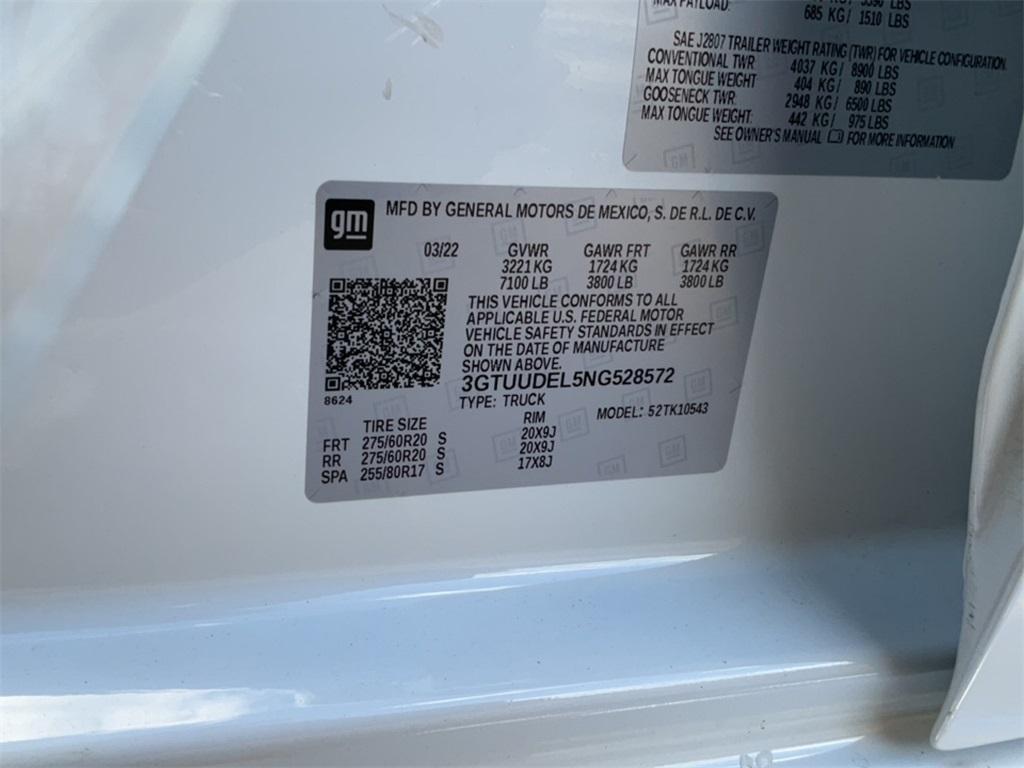 MAX PAYLOAD:
685 KG/ 1510 LBS
SAE J2807 TRAILER WEIGHT RATING (TWR) FOR VEHICLE CONFIGURATION
CONVENTIONAL TWR 4037 KG/ 8900 LBS
MAX TONGUE WEIGHT 404 KG/ 890 LBS
GOOSENECK TWR 2948 KG/ 6500 LBS
MAX TONGUE WEIGHT: 442 KG/ 975 LBS
SEE OWNER'S MANUAL FOR MORE INFORMATION
gm MFD BY GENERAL MOTORS DE MEXICO, S. DE R.L. DE C.V.
03/22 GVWR GAWR FRT GAWR RR
3221 KG 1724 KG 1724 KG
7100 LB 3800 LB 3800 LB
THIS VEHICLE CONFORMS TO ALL
APPLICABLE U.S. FEDERAL MOTOR
VEHICLE SAFETY STANDARDS IN EFFECT
ON THE DATE OF MANUFACTURE
SHOWN ABOVE.
3GTUUDEL5NG528572
8624
TYPE: TRUCK
MODEL: 52TK10543
TIRE SIZE RIM
FRT 275/60R20 S 20X9J
RR 275/60R20 S 20X9J
SPA 255/80R17 S 17X8J